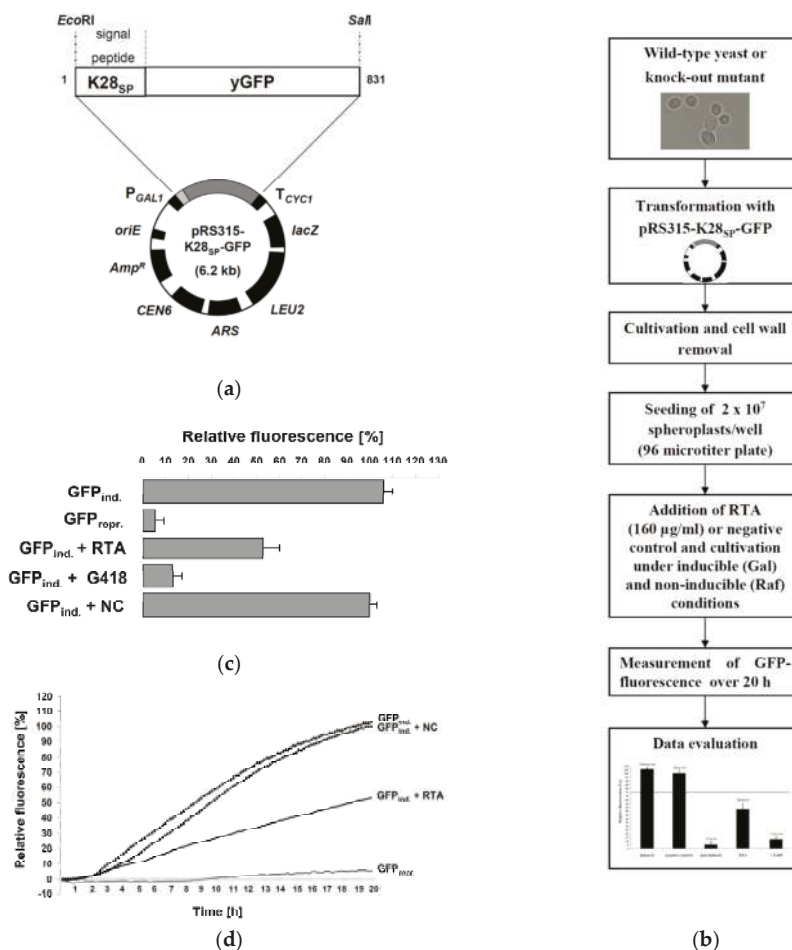 EcoRI
SalI
signal
peptide
1
K28SP
yGFP
831
PGAL1
TCYC1
oriE
lacZ
pRS315-
K28SP-GFP
(6.2 kb)
AmpR
CEN6
LEU2
ARS
(a)
Relative fluorescence [%]
0 10 20 30 40 50 60 70 80 90 100 110 120 130
GFPind.
GFPrepr.
GFPind. + RTA
GFPind. + G418
GFPind. + NC
(c)
Relative fluorescence [%]
120
110
100
90
80
70
60
50
40
30
20
10
0
-10
GFPind.
GFPind. + NC
GFPind. + RTA
GFPrepr.
1 2 3 4 5 6 7 8 9 10 11 12 13 14 15 16 17 18 19 20
Time [h]
(d)
Wild-type yeast or
knock-out mutant
Transformation with
pRS315-K28SP-GFP
Cultivation and cell wall
removal
Seeding of 2 x 10⁷
spheroplasts/well
(96 microtiter plate)
Addition of RTA
(160 µg/ml) or negative
control and cultivation
under inducible (Gal)
and non-inducible (Raf)
conditions
Measurement of GFP-
fluorescence over 20 h
Data evaluation
(b)